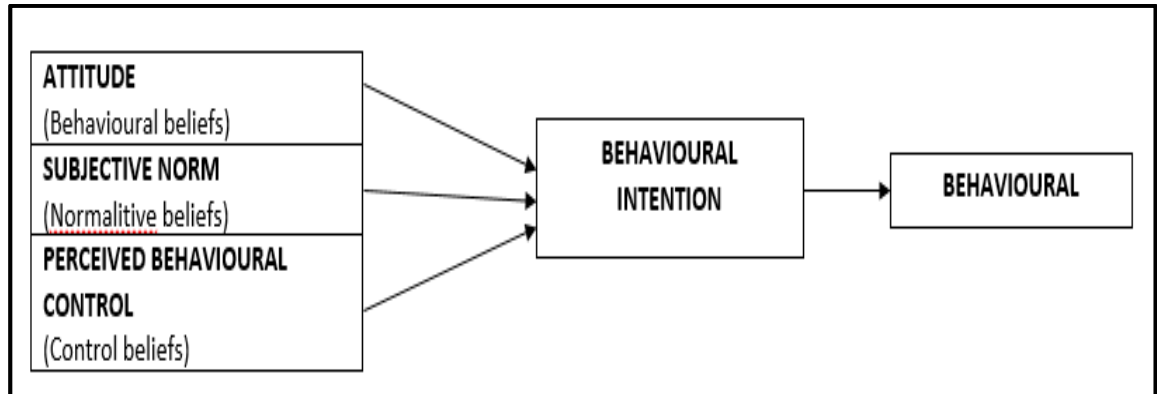 ATTITUDE
(Behavioural beliefs)
SUBJECTIVE NORM
(Normalitive beliefs)
PERCEIVED BEHAVIOURAL
CONTROL
(Control beliefs)
BEHAVIOURAL
INTENTION
BEHAVIOURAL